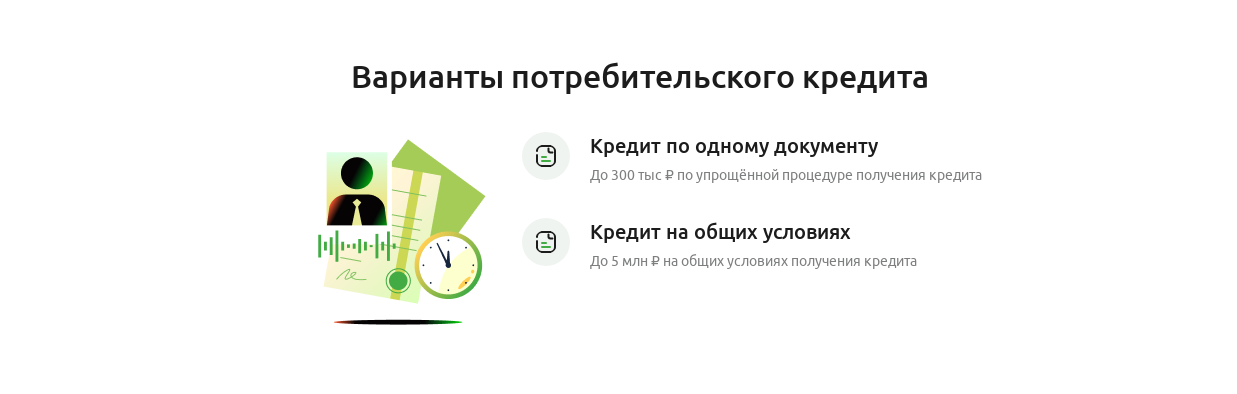 Варианты потребительского кредита
Кредит по одному документу
До 300 тыс ₽ по упрощённой процедуре получения кредита
Кредит на общих условиях
До 5 млн ₽ на общих условиях получения кредита